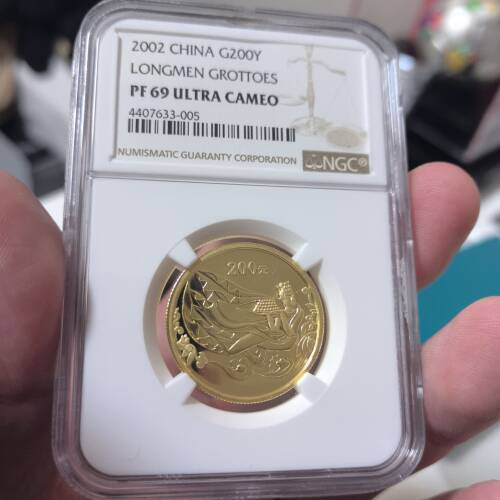 2002 CHINA G200Y
LONGMEN GROTTOES
PF 69 ULTRA CAMEO
4407633-005
NUMISMATIC GUARANTY CORPORATION
NGC®
200元